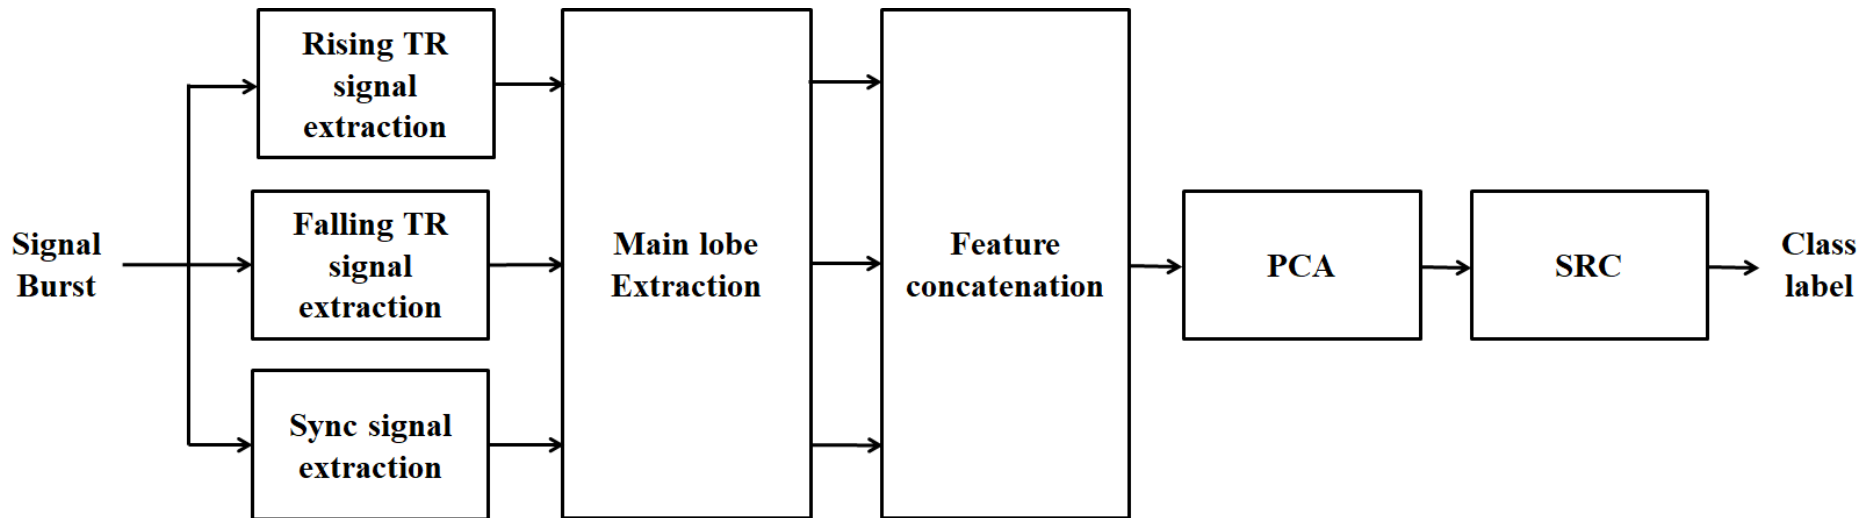 Signal
Burst
Rising TR
signal
extraction
Falling TR
signal
extraction
Sync signal
extraction
Main lobe
Extraction
Feature
concatenation
PCA
SRC
Class
label